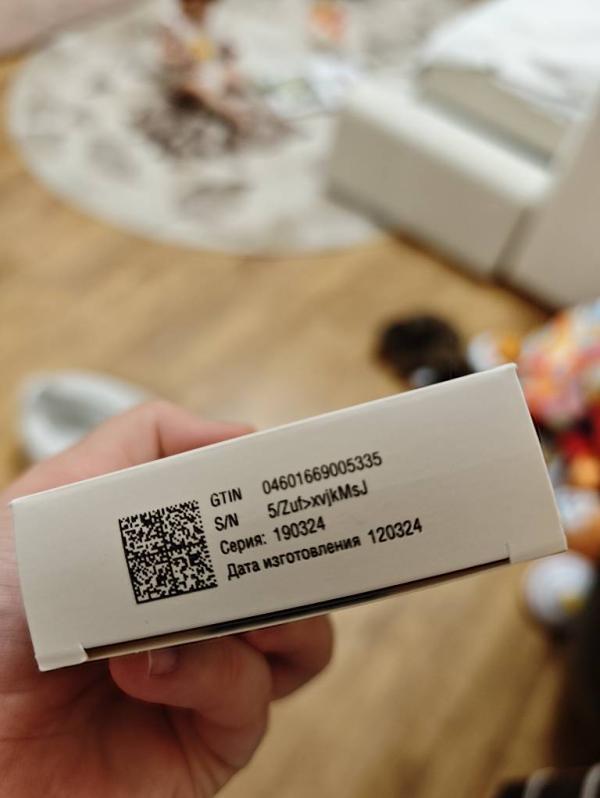 GTIN 04601669005335
S/N 5/Zuf>xvjkMsJ
Серия: 190324
Дата изготовления 120324